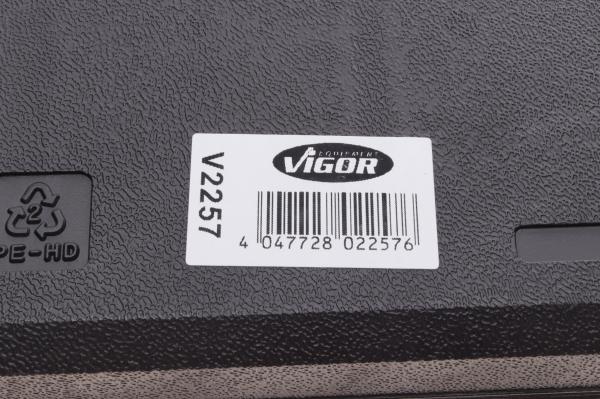 2
PE-HD
V2257
EQUIPMENT
VIGOR
4 047728 022576